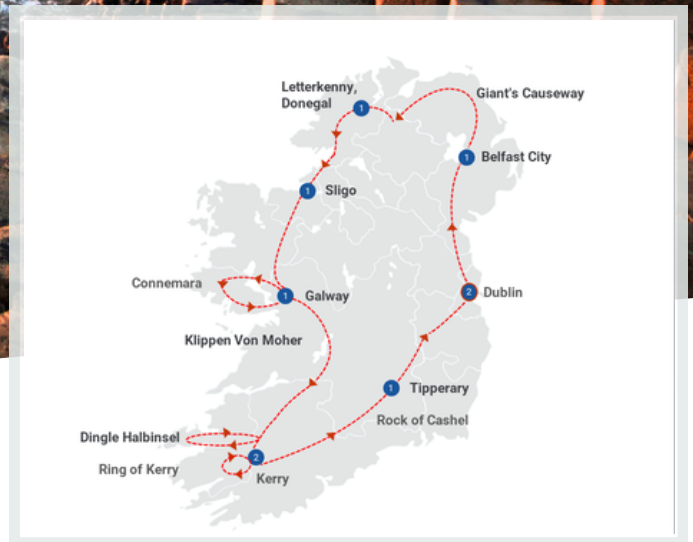 Letterkenny,
Donegal
1
Giant's Causeway
1
Belfast City
1
Sligo
Connemara
1
Galway
2
Dublin
Klippen Von Moher
1
Tipperary
Rock of Cashel
Dingle Halbinsel
2
Ring of Kerry
Kerry